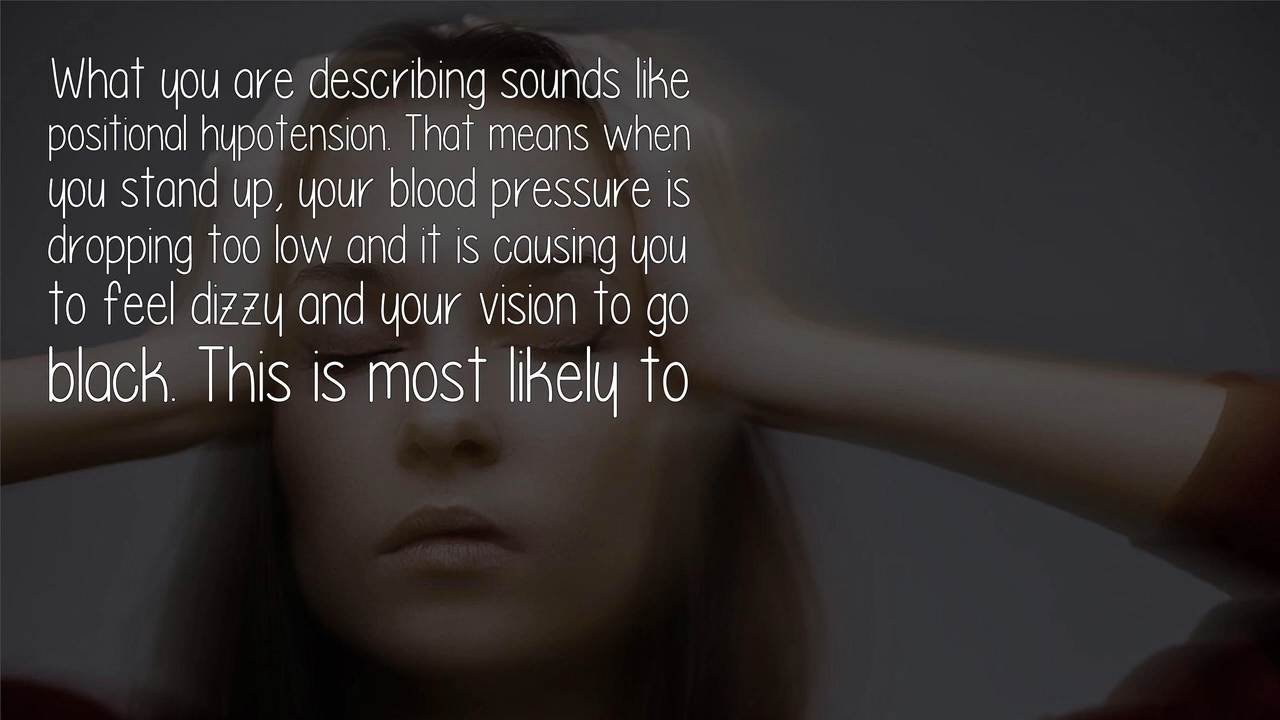 What you are describing sounds like
positional hypotension. That means when
you stand up, your blood pressure is
dropping too low and it is causing you
to feel dizzy and your vision to go
black. This is most likely to